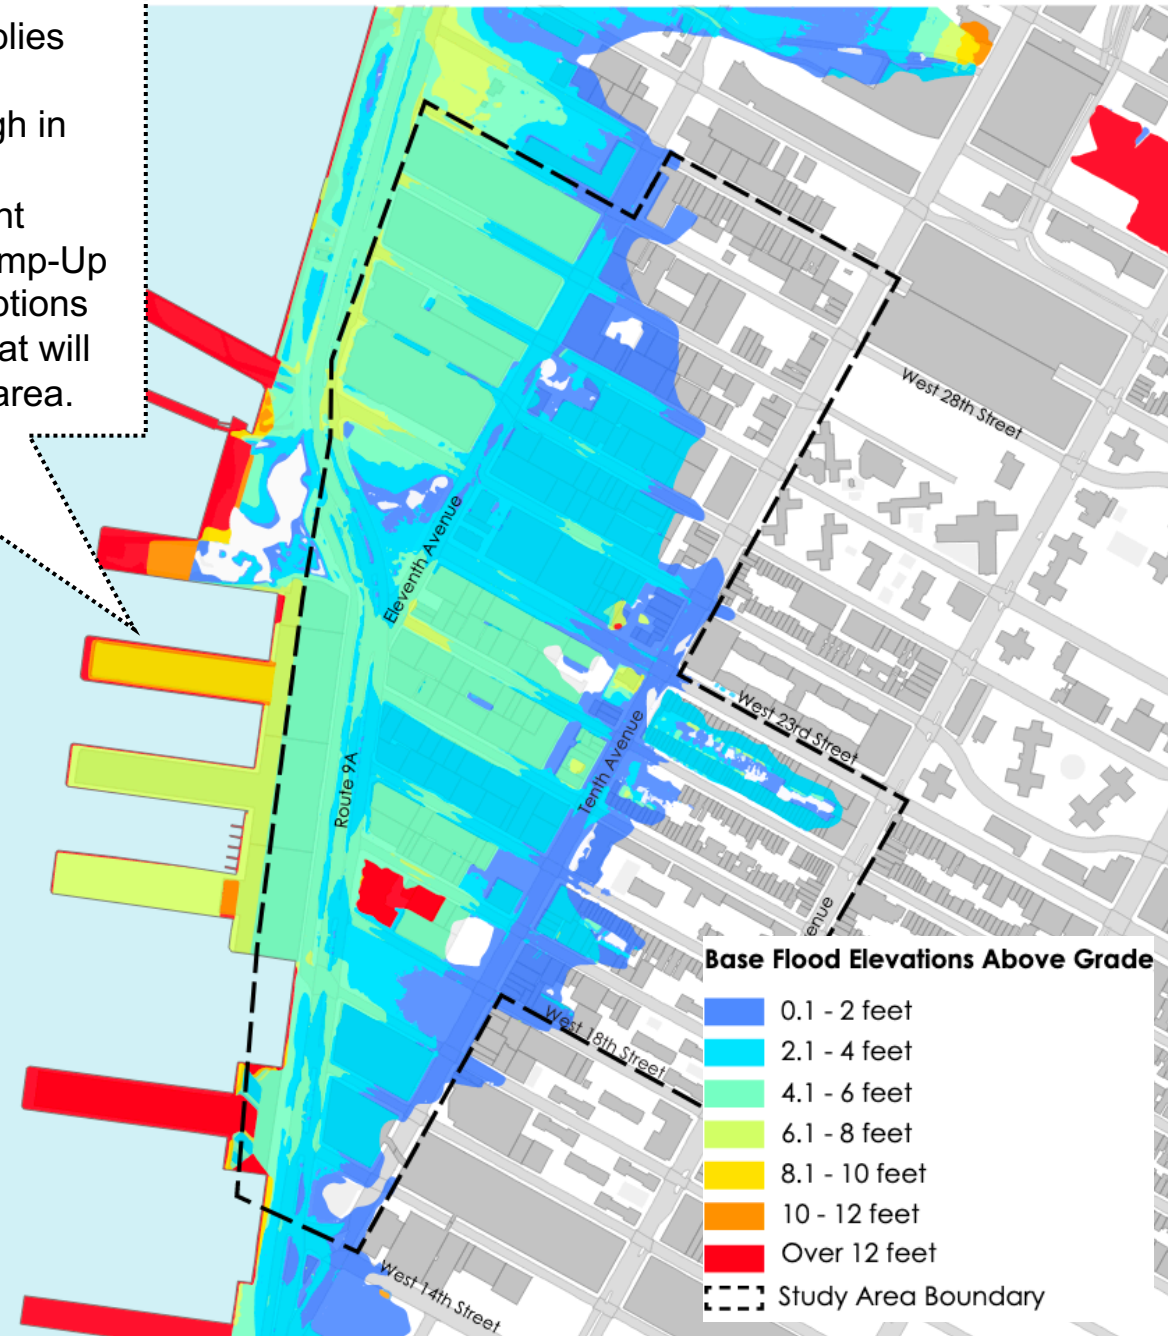 olies
gh in
nt
mp-Up
ptions
at will
area.
West 28th Street
Eleventh Avenue
West 23rd Street
Tenth Avenue
Route 9A
enue
West 18th Street
West 14th Street
Base Flood Elevations Above Grade
0.1 - 2 feet
2.1 - 4 feet
4.1 - 6 feet
6.1 - 8 feet
8.1 - 10 feet
10 - 12 feet
Over 12 feet
Study Area Boundary